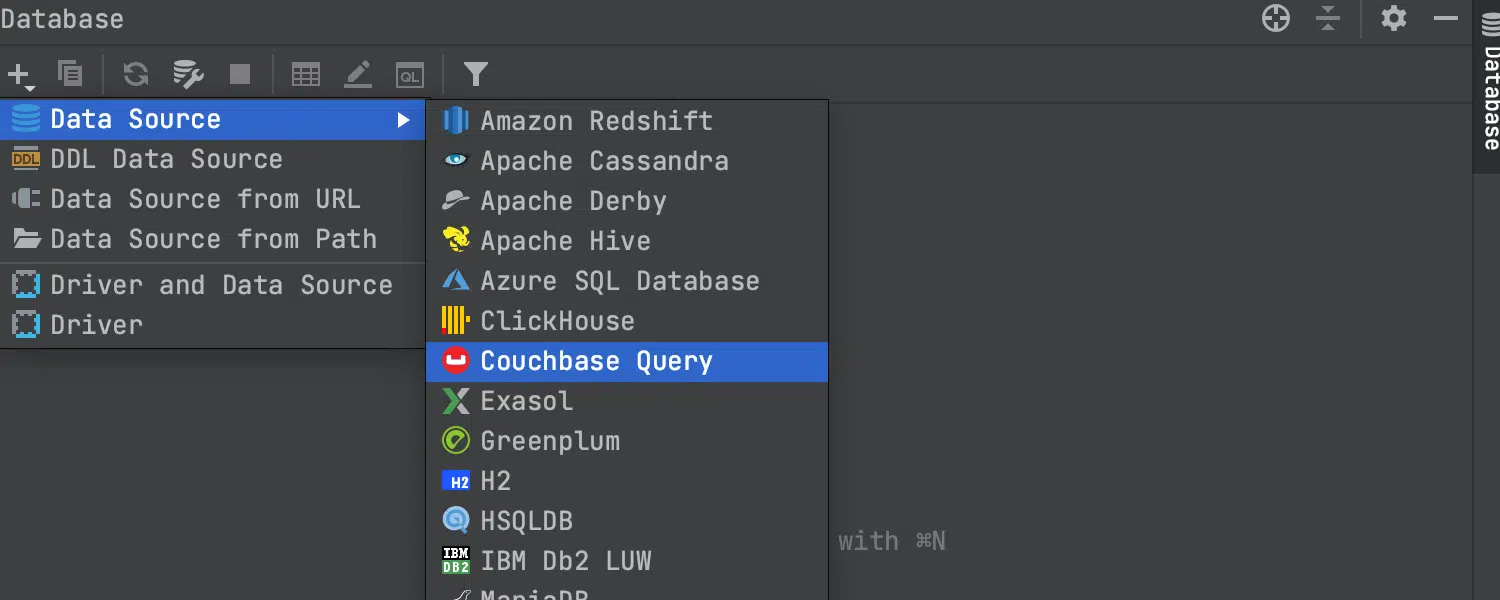 Database
Database
QL
Data Source
DDL Data Source
Data Source from URL
Data Source from Path
Driver and Data Source
Driver
Amazon Redshift
Apache Cassandra
Apache Derby
Apache Hive
Azure SQL Database
ClickHouse
Couchbase Query
Exasol
Greenplum
H2 H2
HSQLDB
IBM DB2 IBM Db2 LUW
MariaDB
with ⌘N